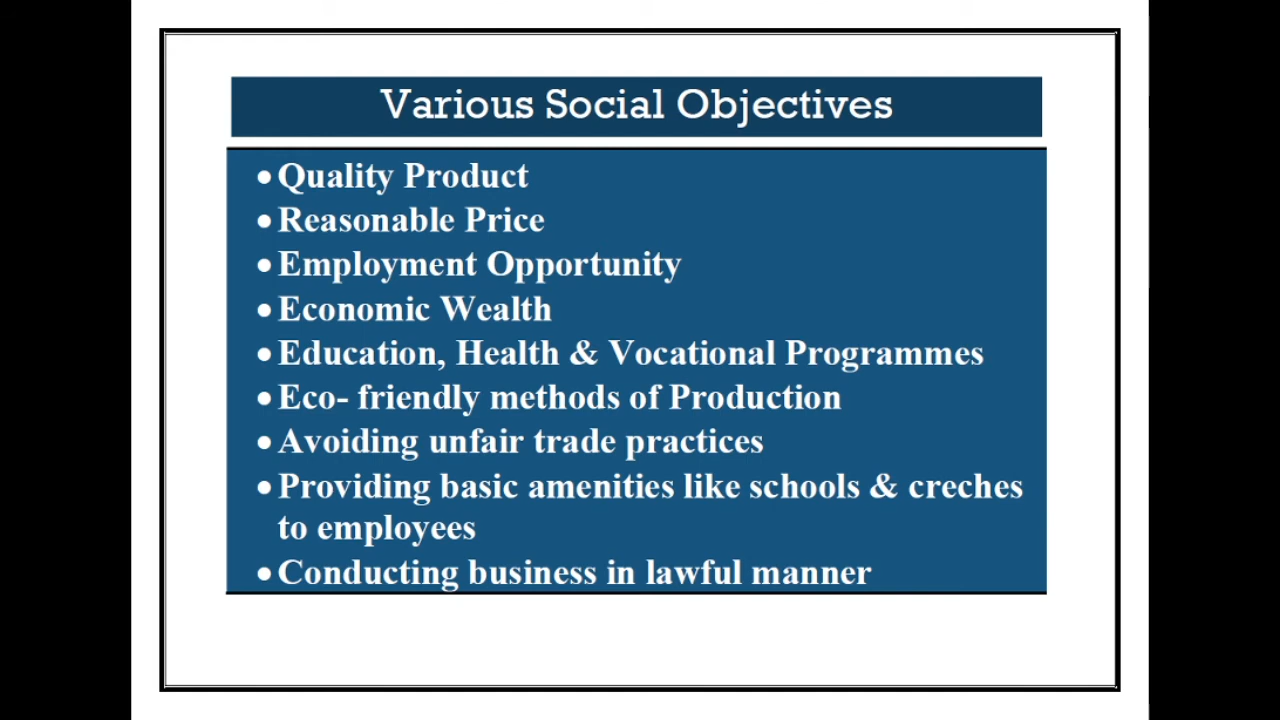 Various Social Objectives
•Quality Product
•Reasonable Price
•Employment Opportunity
•Economic Wealth
•Education, Health & Vocational Programmes
•Eco- friendly methods of Production
•Avoiding unfair trade practices
•Providing basic amenities like schools & creches
to employees
•Conducting business in lawful manner